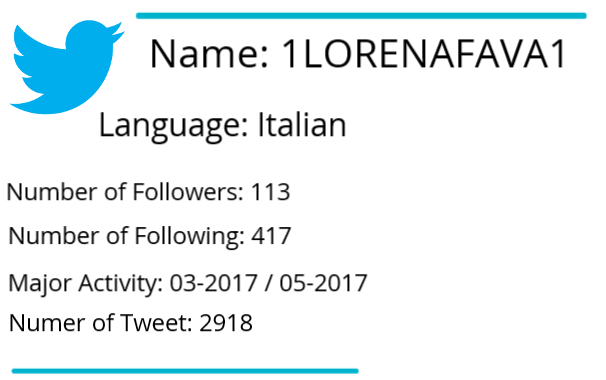 Name: 1LORENAFAVA1
Language: Italian
Number of Followers: 113
Number of Following: 417
Major Activity: 03-2017 / 05-2017
Numer of Tweet: 2918